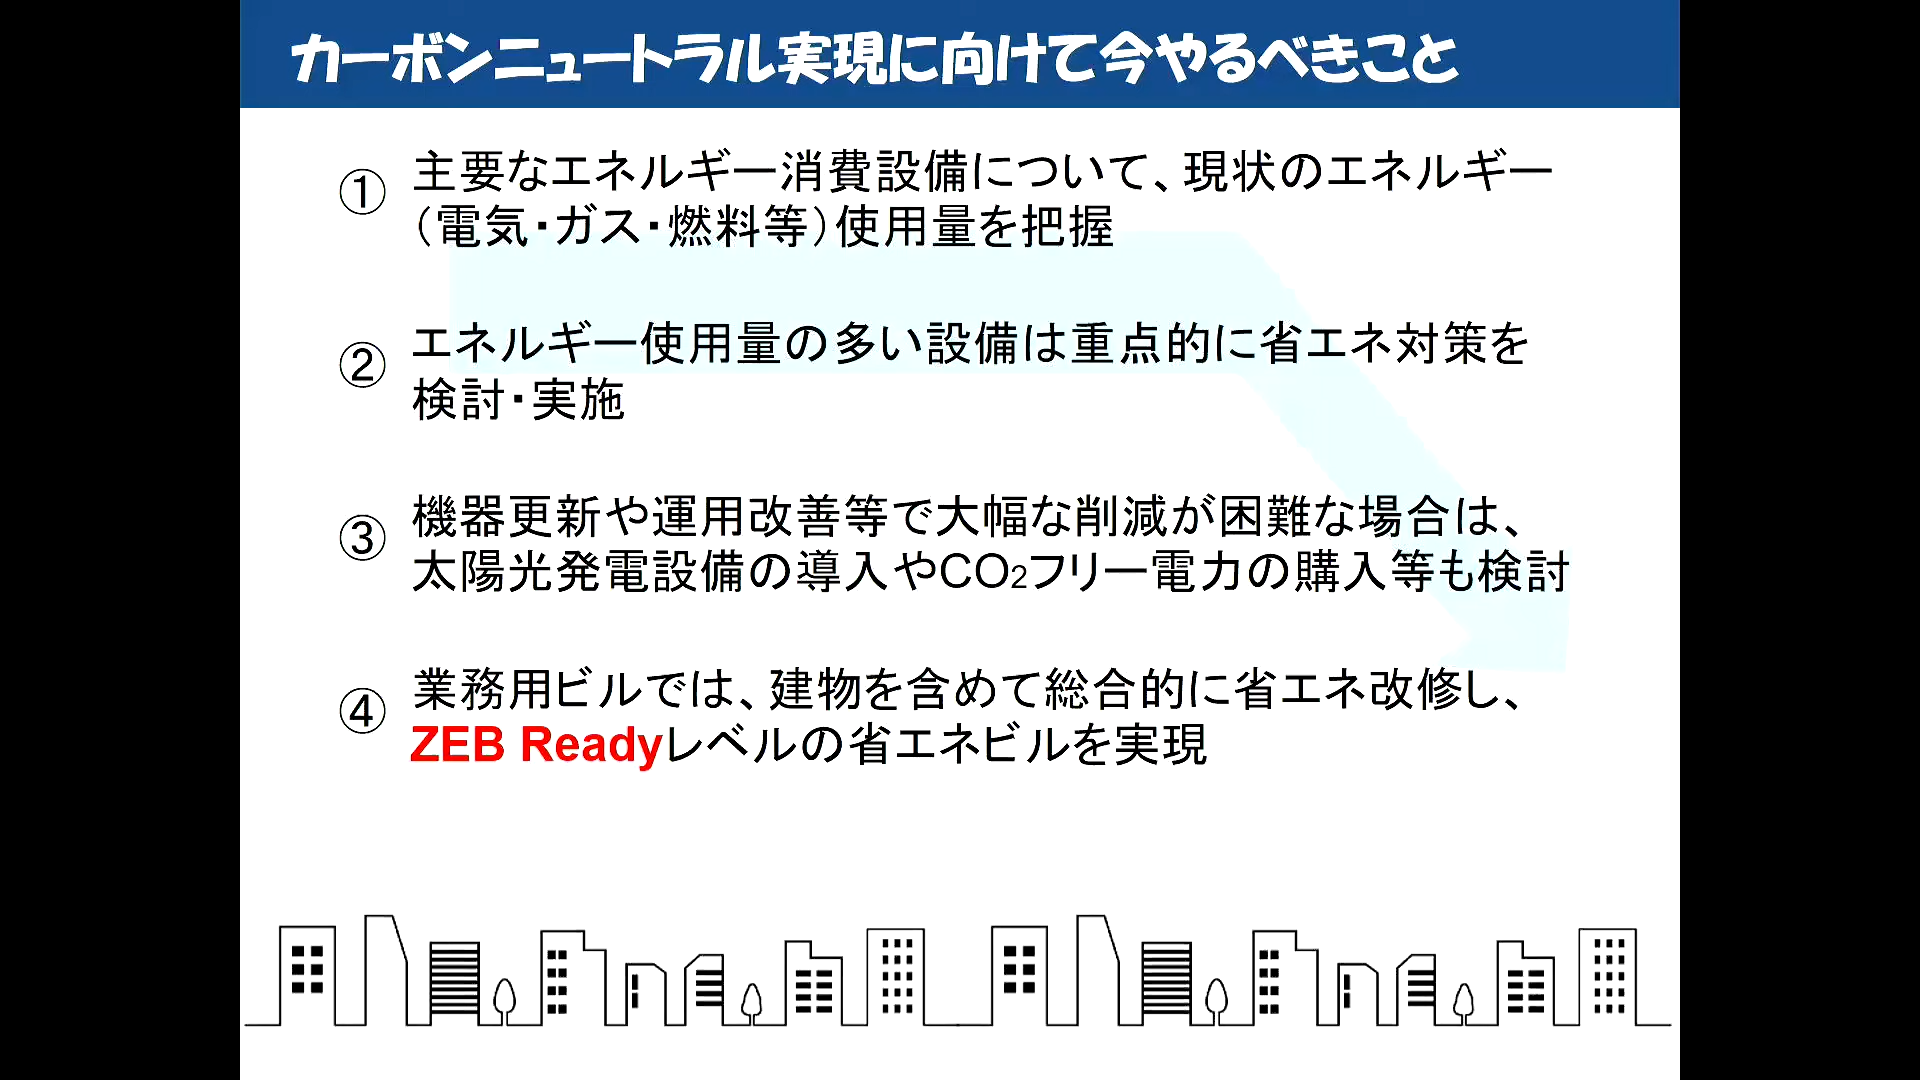 カーボンニュートラル実現に向けて今やるべきこと
① 主要なエネルギー消費設備について、現状のエネルギー
（電気・ガス・燃料等）使用量を把握
② エネルギー使用量の多い設備は重点的に省エネ対策を
検討・実施
③ 機器更新や運用改善等で大幅な削減が困難な場合は、
太陽光発電設備の導入やCO₂フリー電力の購入等も検討
④ 業務用ビルでは、建物を含めて総合的に省エネ改修し、
ZEB Readyレベルの省エネビルを実現